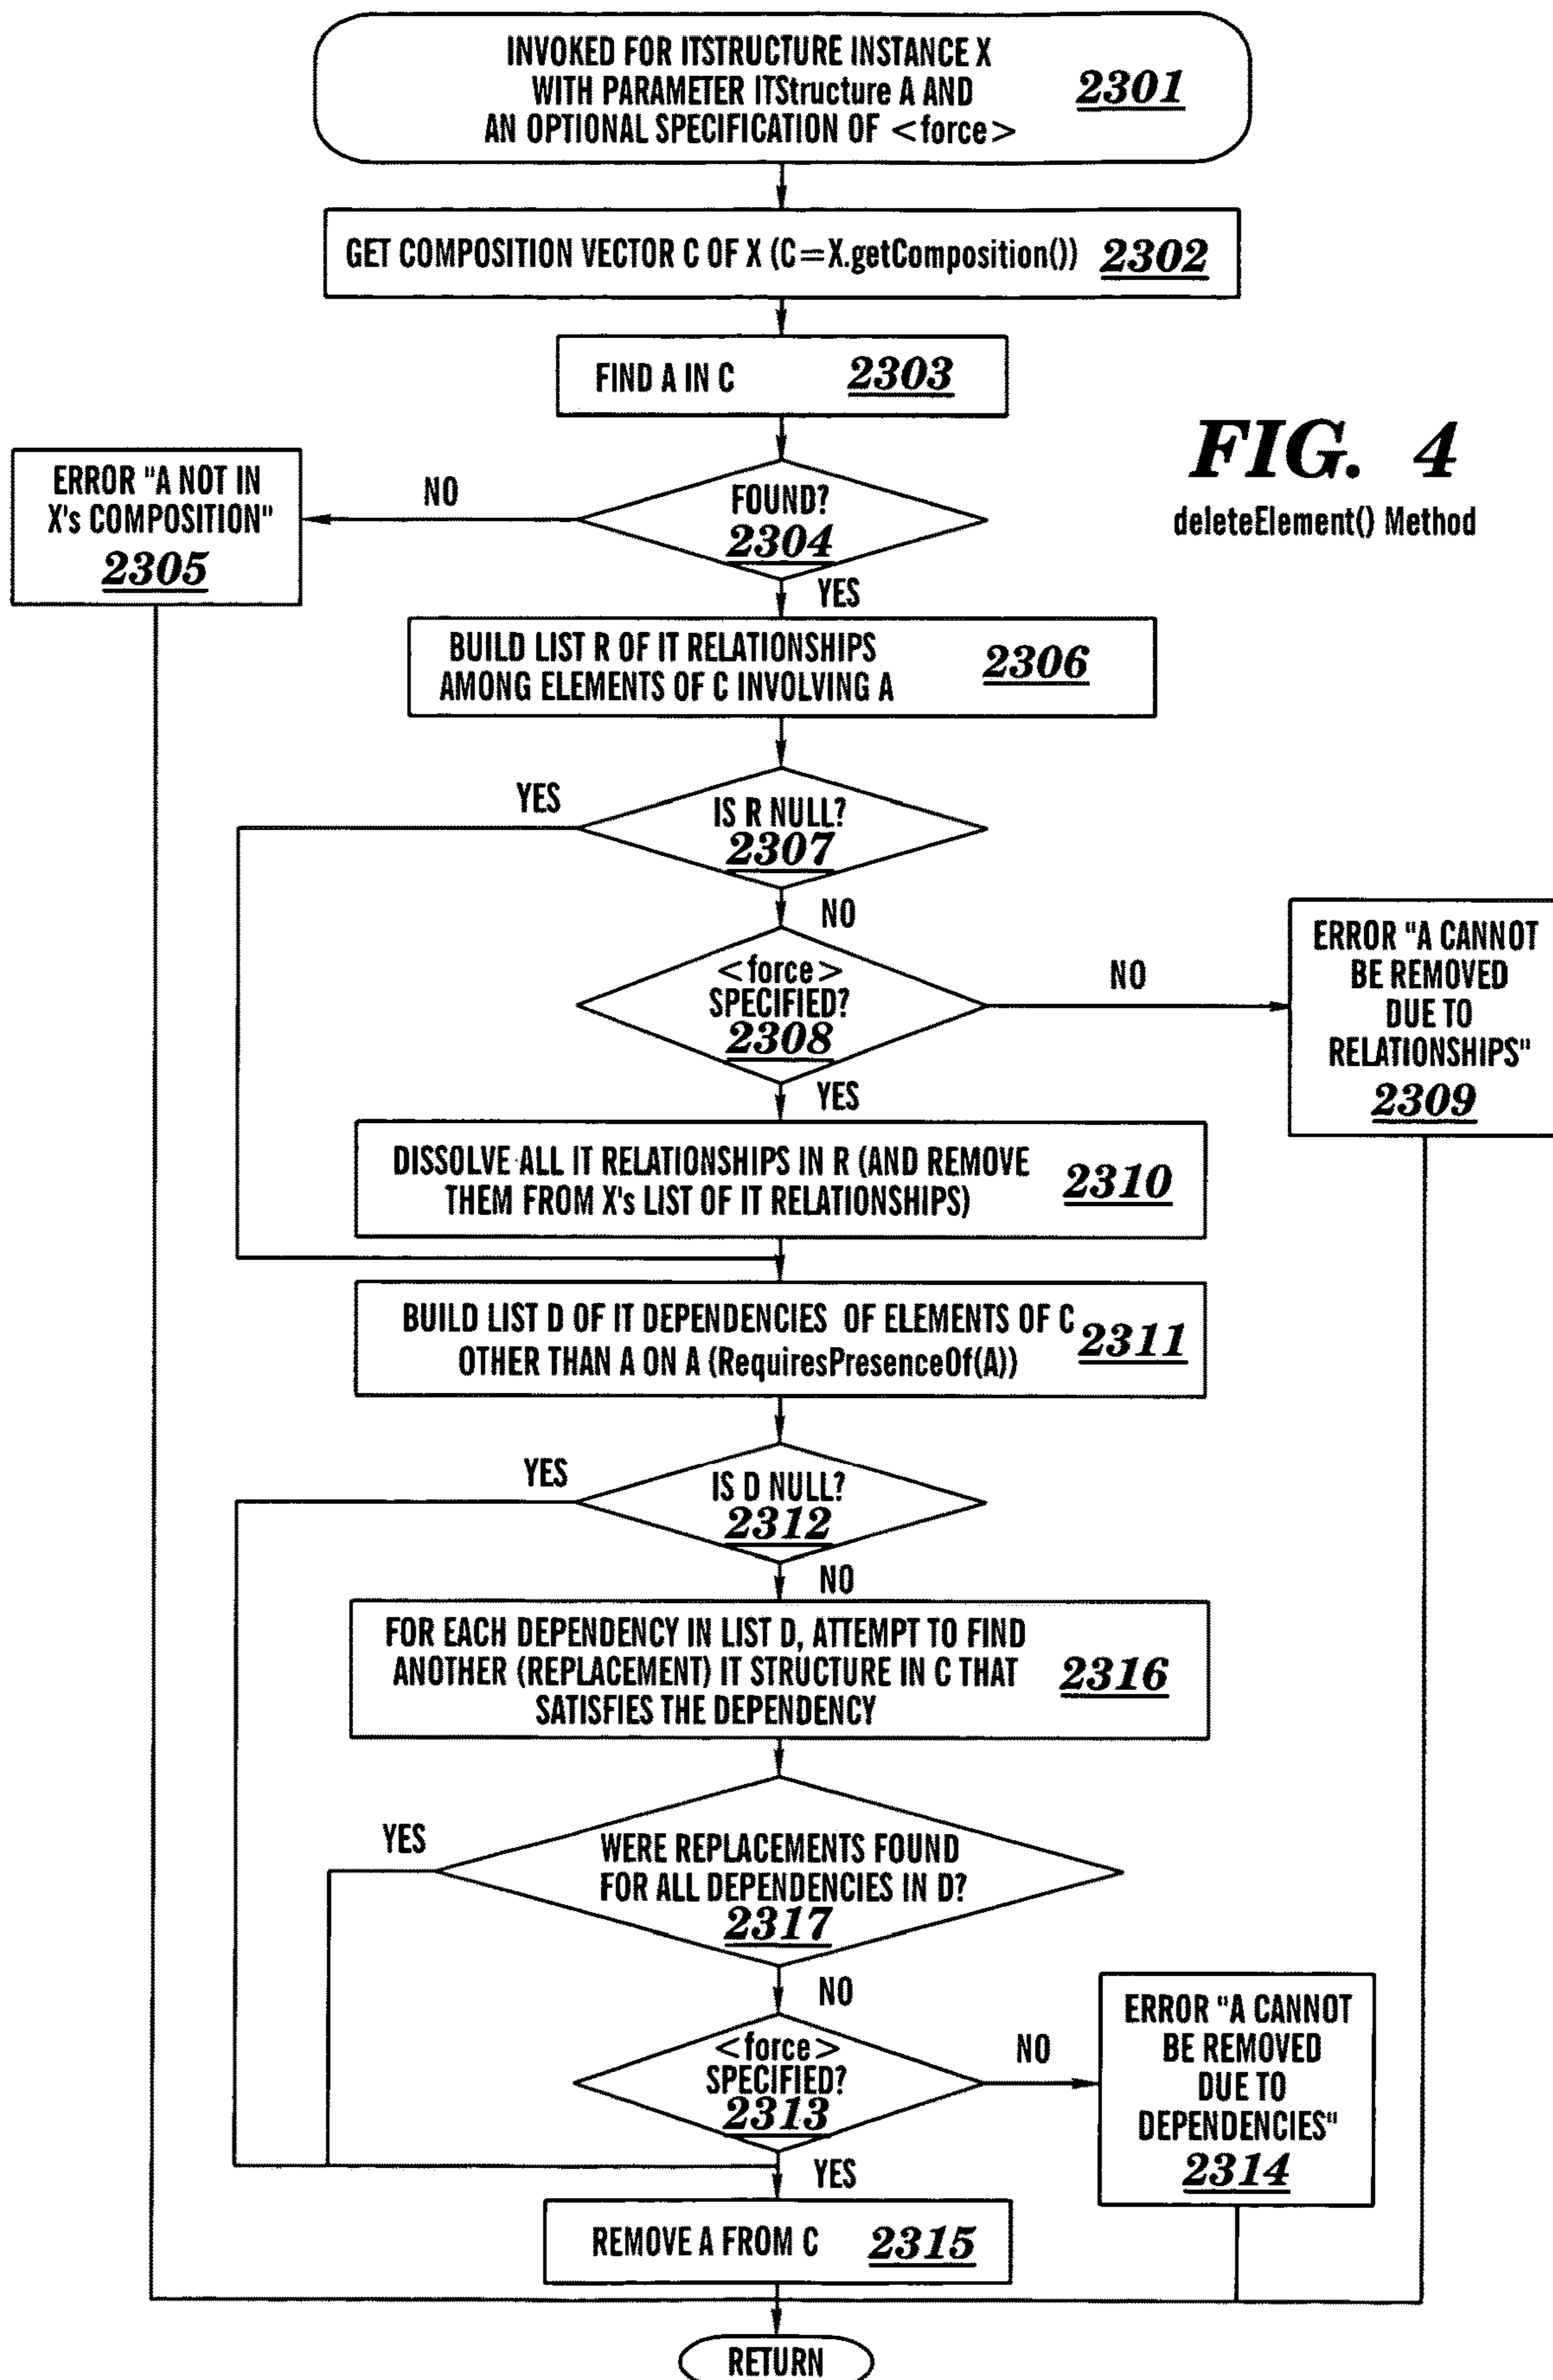 INVOKED FOR ITSTRUCTURE INSTANCE X
WITH PARAMETER ITStructure A AND
AN OPTIONAL SPECIFICATION OF <force>
2301
GET COMPOSITION VECTOR C OF X (C=X.getComposition()) 2302
FIND A IN C 2303
FIG. 4
deleteElement() Method
FOUND?
2304
NO
ERROR "A NOT IN
X's COMPOSITION"
2305
YES
BUILD LIST R OF IT RELATIONSHIPS
AMONG ELEMENTS OF C INVOLVING A
2306
IS R NULL?
2307
YES
NO
<force>
SPECIFIED?
2308
NO
ERROR "A CANNOT
BE REMOVED
DUE TO
RELATIONSHIPS"
2309
YES
DISSOLVE ALL IT RELATIONSHIPS IN R (AND REMOVE
THEM FROM X's LIST OF IT RELATIONSHIPS)
2310
BUILD LIST D OF IT DEPENDENCIES OF ELEMENTS OF C
OTHER THAN A ON A (RequiresPresenceOf(A))
2311
IS D NULL?
2312
YES
NO
FOR EACH DEPENDENCY IN LIST D, ATTEMPT TO FIND
ANOTHER (REPLACEMENT) IT STRUCTURE IN C THAT
SATISFIES THE DEPENDENCY
2316
YES
WERE REPLACEMENTS FOUND
FOR ALL DEPENDENCIES IN D?
2317
NO
<force>
SPECIFIED?
2313
NO
ERROR "A CANNOT
BE REMOVED
DUE TO
DEPENDENCIES"
2314
YES
REMOVE A FROM C 2315
RETURN